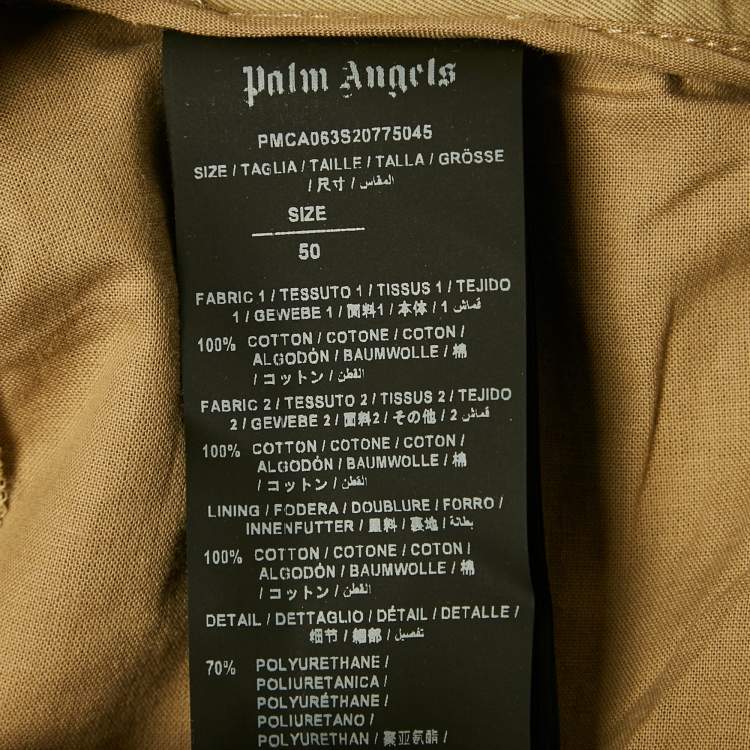 Palm Angels
PMCA063S20775045
SIZE / TAGLIA / TAILLE / TALLA / GRÖSSE
/ 尺寸 / المقاس
SIZE
50
FABRIC 1 / TESSUTO 1 / TISSUS 1 / TEJIDO
1 / GEWEBE 1 / 面料1 / 本体 / قماش 1
100% COTTON / COTONE / COTON /
ALGODÓN / BAUMWOLLE / 棉
/ コットン / القطن
FABRIC 2 / TESSUTO 2 / TISSUS 2 / TEJIDO
2 / GEWEBE 2 / 面料2 / その他 / قماش 2
100% COTTON / COTONE / COTON /
ALGODÓN / BAUMWOLLE / 棉
/ コットン / القطن
LINING / FODERA / DOUBLURE / FORRO /
INNENFUTTER / 里料 / 裏地 / بطانة
100% COTTON / COTONE / COTON /
ALGODÓN / BAUMWOLLE / 棉
/ コットン / القطن
DETAIL / DETTAGLIO / DÉTAIL / DETALLE /
细节 / 細部 / تفصيل
70% POLYURETHANE /
POLIURETANICA /
POLYURÉTHANE /
POLIURETANO /
POLYURETHAN / 聚亚氨酯 /